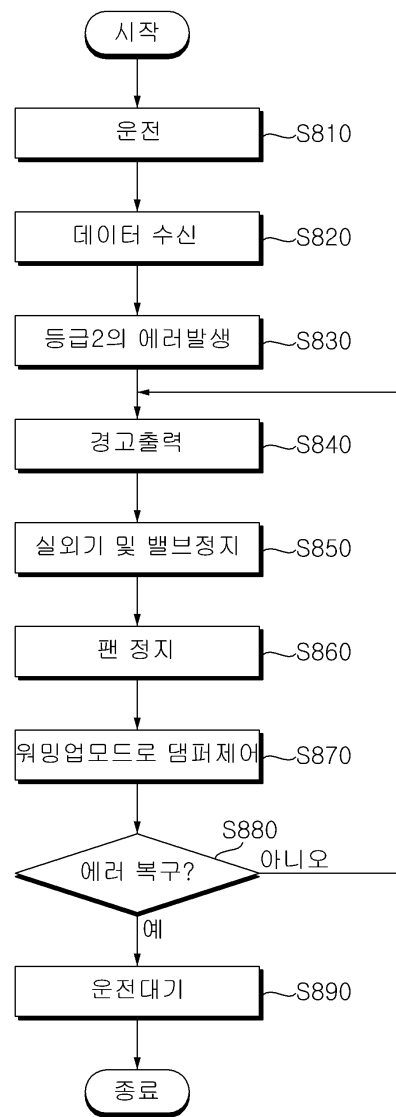 시작
운전 S810
데이터 수신 S820
등급2의 에러발생 S830
경고출력 S840
실외기 및 밸브정지 S850
팬 정지 S860
워밍업모드로 댐퍼제어 S870
S880
에러 복구? 아니오
예
운전대기 S890
종료